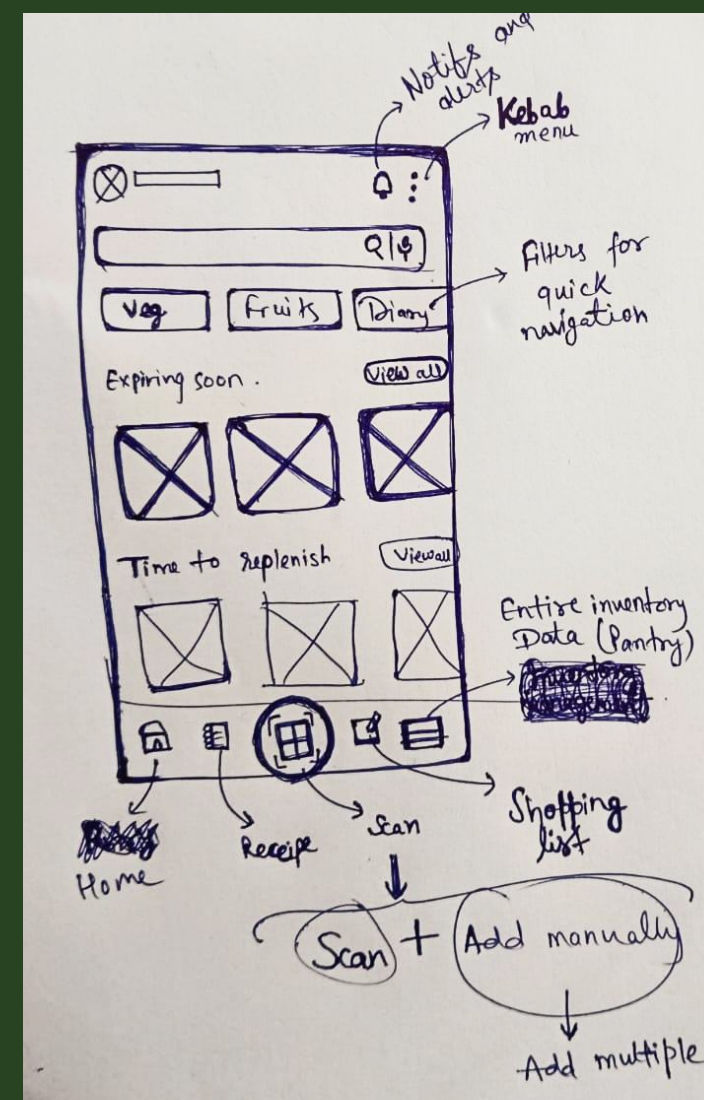 Notifs and
alerts
Kebab
menu
Veg
Fruits
Diary
Filters for
quick
navigation
Expiring soon.
View all
Time to replenish
View all
Entire inventory
Data (Pantry)
Home
Receipe
Scan
Shopping
list
Scan + Add manually
Add multiple